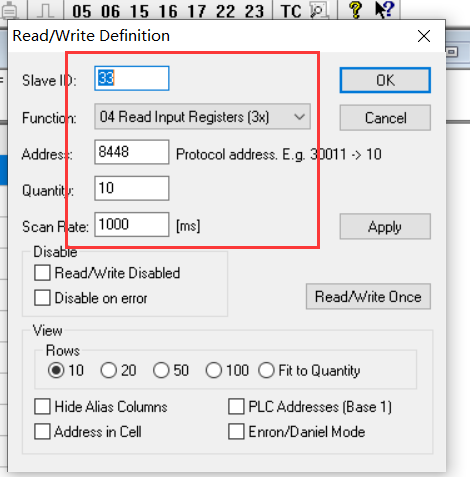 05 06 15 16 17 22 23 TC
Read/Write Definition
Slave ID: 33 OK
Function: 04 Read Input Registers (3x) Cancel
Address: 8448 Protocol address. E.g. 30011 -> 10
Quantity: 10
Scan Rate: 1000 [ms] Apply
Disable
Read/Write Disabled
Disable on error
Read/Write Once
View
Rows
10 20 50 100 Fit to Quantity
Hide Alias Columns PLC Addresses (Base 1)
Address in Cell Enron/Daniel Mode